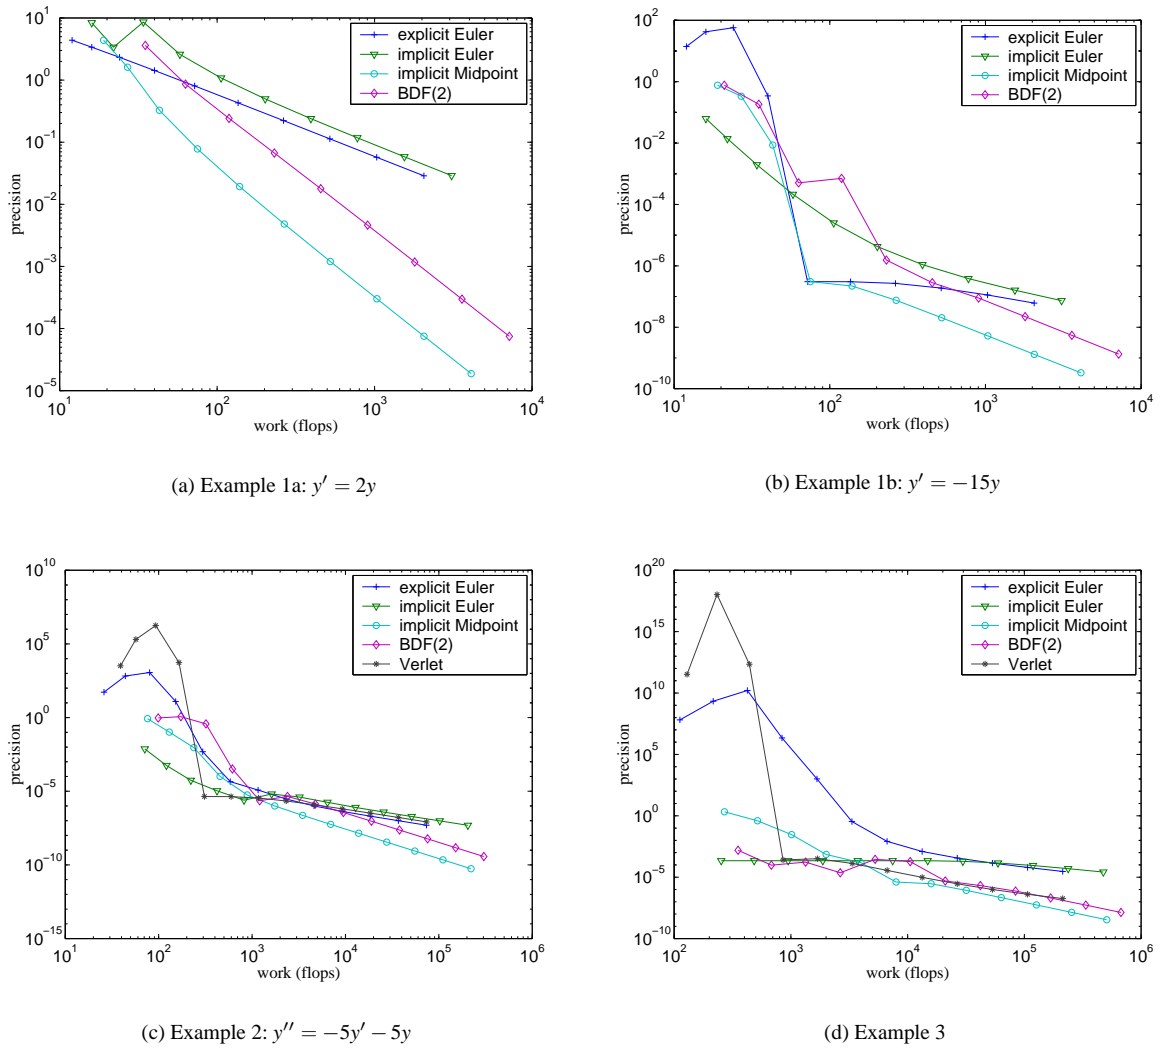 10^1
10^0
10^-1
10^-2
10^-3
10^-4
10^-5
precision
10^1 10^2 10^3 10^4
work (flops)
explicit Euler
implicit Euler
implicit Midpoint
BDF(2)
(a) Example 1a: y′ = 2y
10^2
10^0
10^-2
10^-4
10^-6
10^-8
10^-10
precision
10^1 10^2 10^3 10^4
work (flops)
explicit Euler
implicit Euler
implicit Midpoint
BDF(2)
(b) Example 1b: y′ = −15y
10^10
10^5
10^0
10^-5
10^-10
10^-15
precision
10^1 10^2 10^3 10^4 10^5 10^6
work (flops)
explicit Euler
implicit Euler
implicit Midpoint
BDF(2)
Verlet
(c) Example 2: y′′ = −5y′ − 5y
10^20
10^15
10^10
10^5
10^0
10^-5
10^-10
precision
10^2 10^3 10^4 10^5 10^6
work (flops)
explicit Euler
implicit Euler
implicit Midpoint
BDF(2)
Verlet
(d) Example 3